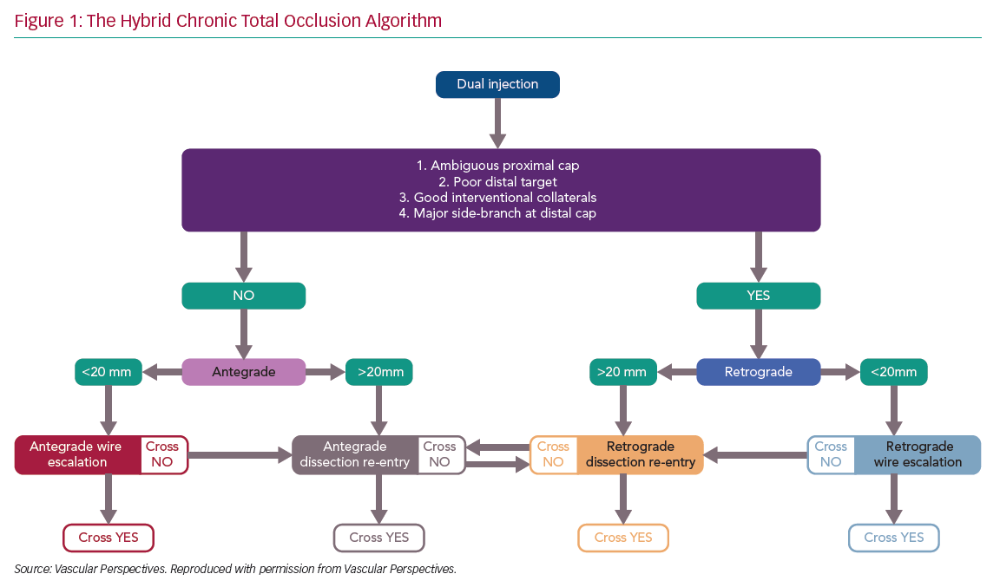 Figure 1: The Hybrid Chronic Total Occlusion Algorithm
Dual injection
1. Ambiguous proximal cap
2. Poor distal target
3. Good interventional collaterals
4. Major side-branch at distal cap
NO
YES
<20 mm
Antegrade
>20mm
>20 mm
Retrograde
<20mm
Antegrade wire
escalation
Cross
NO
Antegrade
dissection re-entry
Cross
NO
Cross
NO
Retrograde
dissection re-entry
Cross
NO
Retrograde
wire escalation
Cross YES
Cross YES
Cross YES
Cross YES
Source: Vascular Perspectives. Reproduced with permission from Vascular Perspectives.